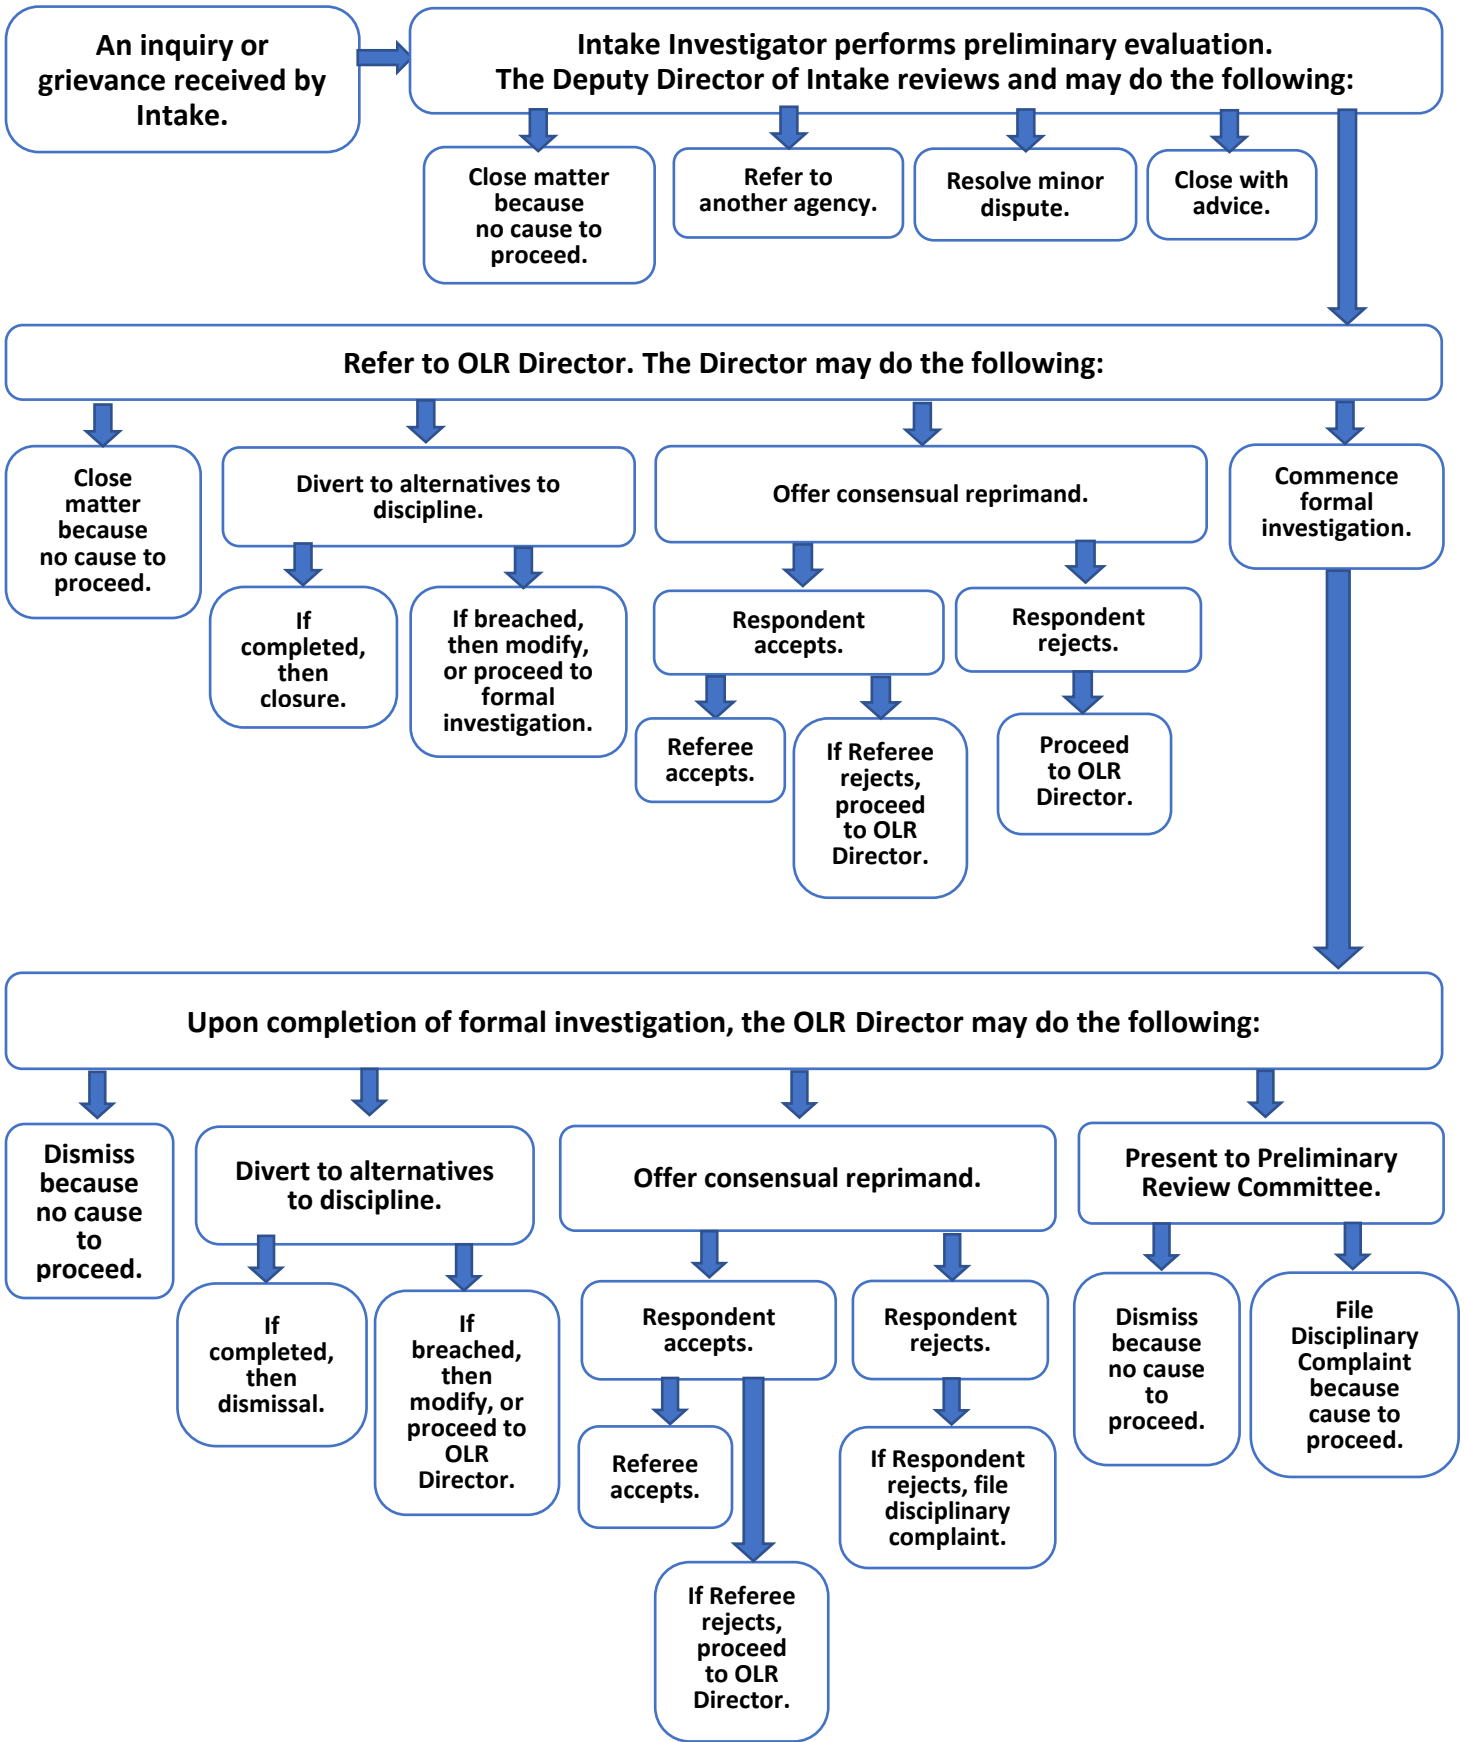 An inquiry or
grievance received by
Intake.
Intake Investigator performs preliminary evaluation.
The Deputy Director of Intake reviews and may do the following:
Close matter
because
no cause to
proceed.
Refer to
another agency.
Resolve minor
dispute.
Close with
advice.
Refer to OLR Director. The Director may do the following:
Close
matter
because
no cause to
proceed.
Divert to alternatives to
discipline.
Offer consensual reprimand.
Commence
formal
investigation.
If
completed,
then
closure.
If breached,
then modify,
or proceed to
formal
investigation.
Respondent
accepts.
Respondent
rejects.
Referee
accepts.
If Referee
rejects,
proceed
to OLR
Director.
Proceed
to OLR
Director.
Upon completion of formal investigation, the OLR Director may do the following:
Dismiss
because
no cause
to
proceed.
Divert to alternatives
to discipline.
Offer consensual reprimand.
Present to Preliminary
Review Committee.
If
completed,
then
dismissal.
If
breached,
then
modify, or
proceed to
OLR
Director.
Respondent
accepts.
Respondent
rejects.
Dismiss
because
no cause
to
proceed.
File
Disciplinary
Complaint
because
cause to
proceed.
Referee
accepts.
If Respondent
rejects, file
disciplinary
complaint.
If Referee
rejects,
proceed
to OLR
Director.